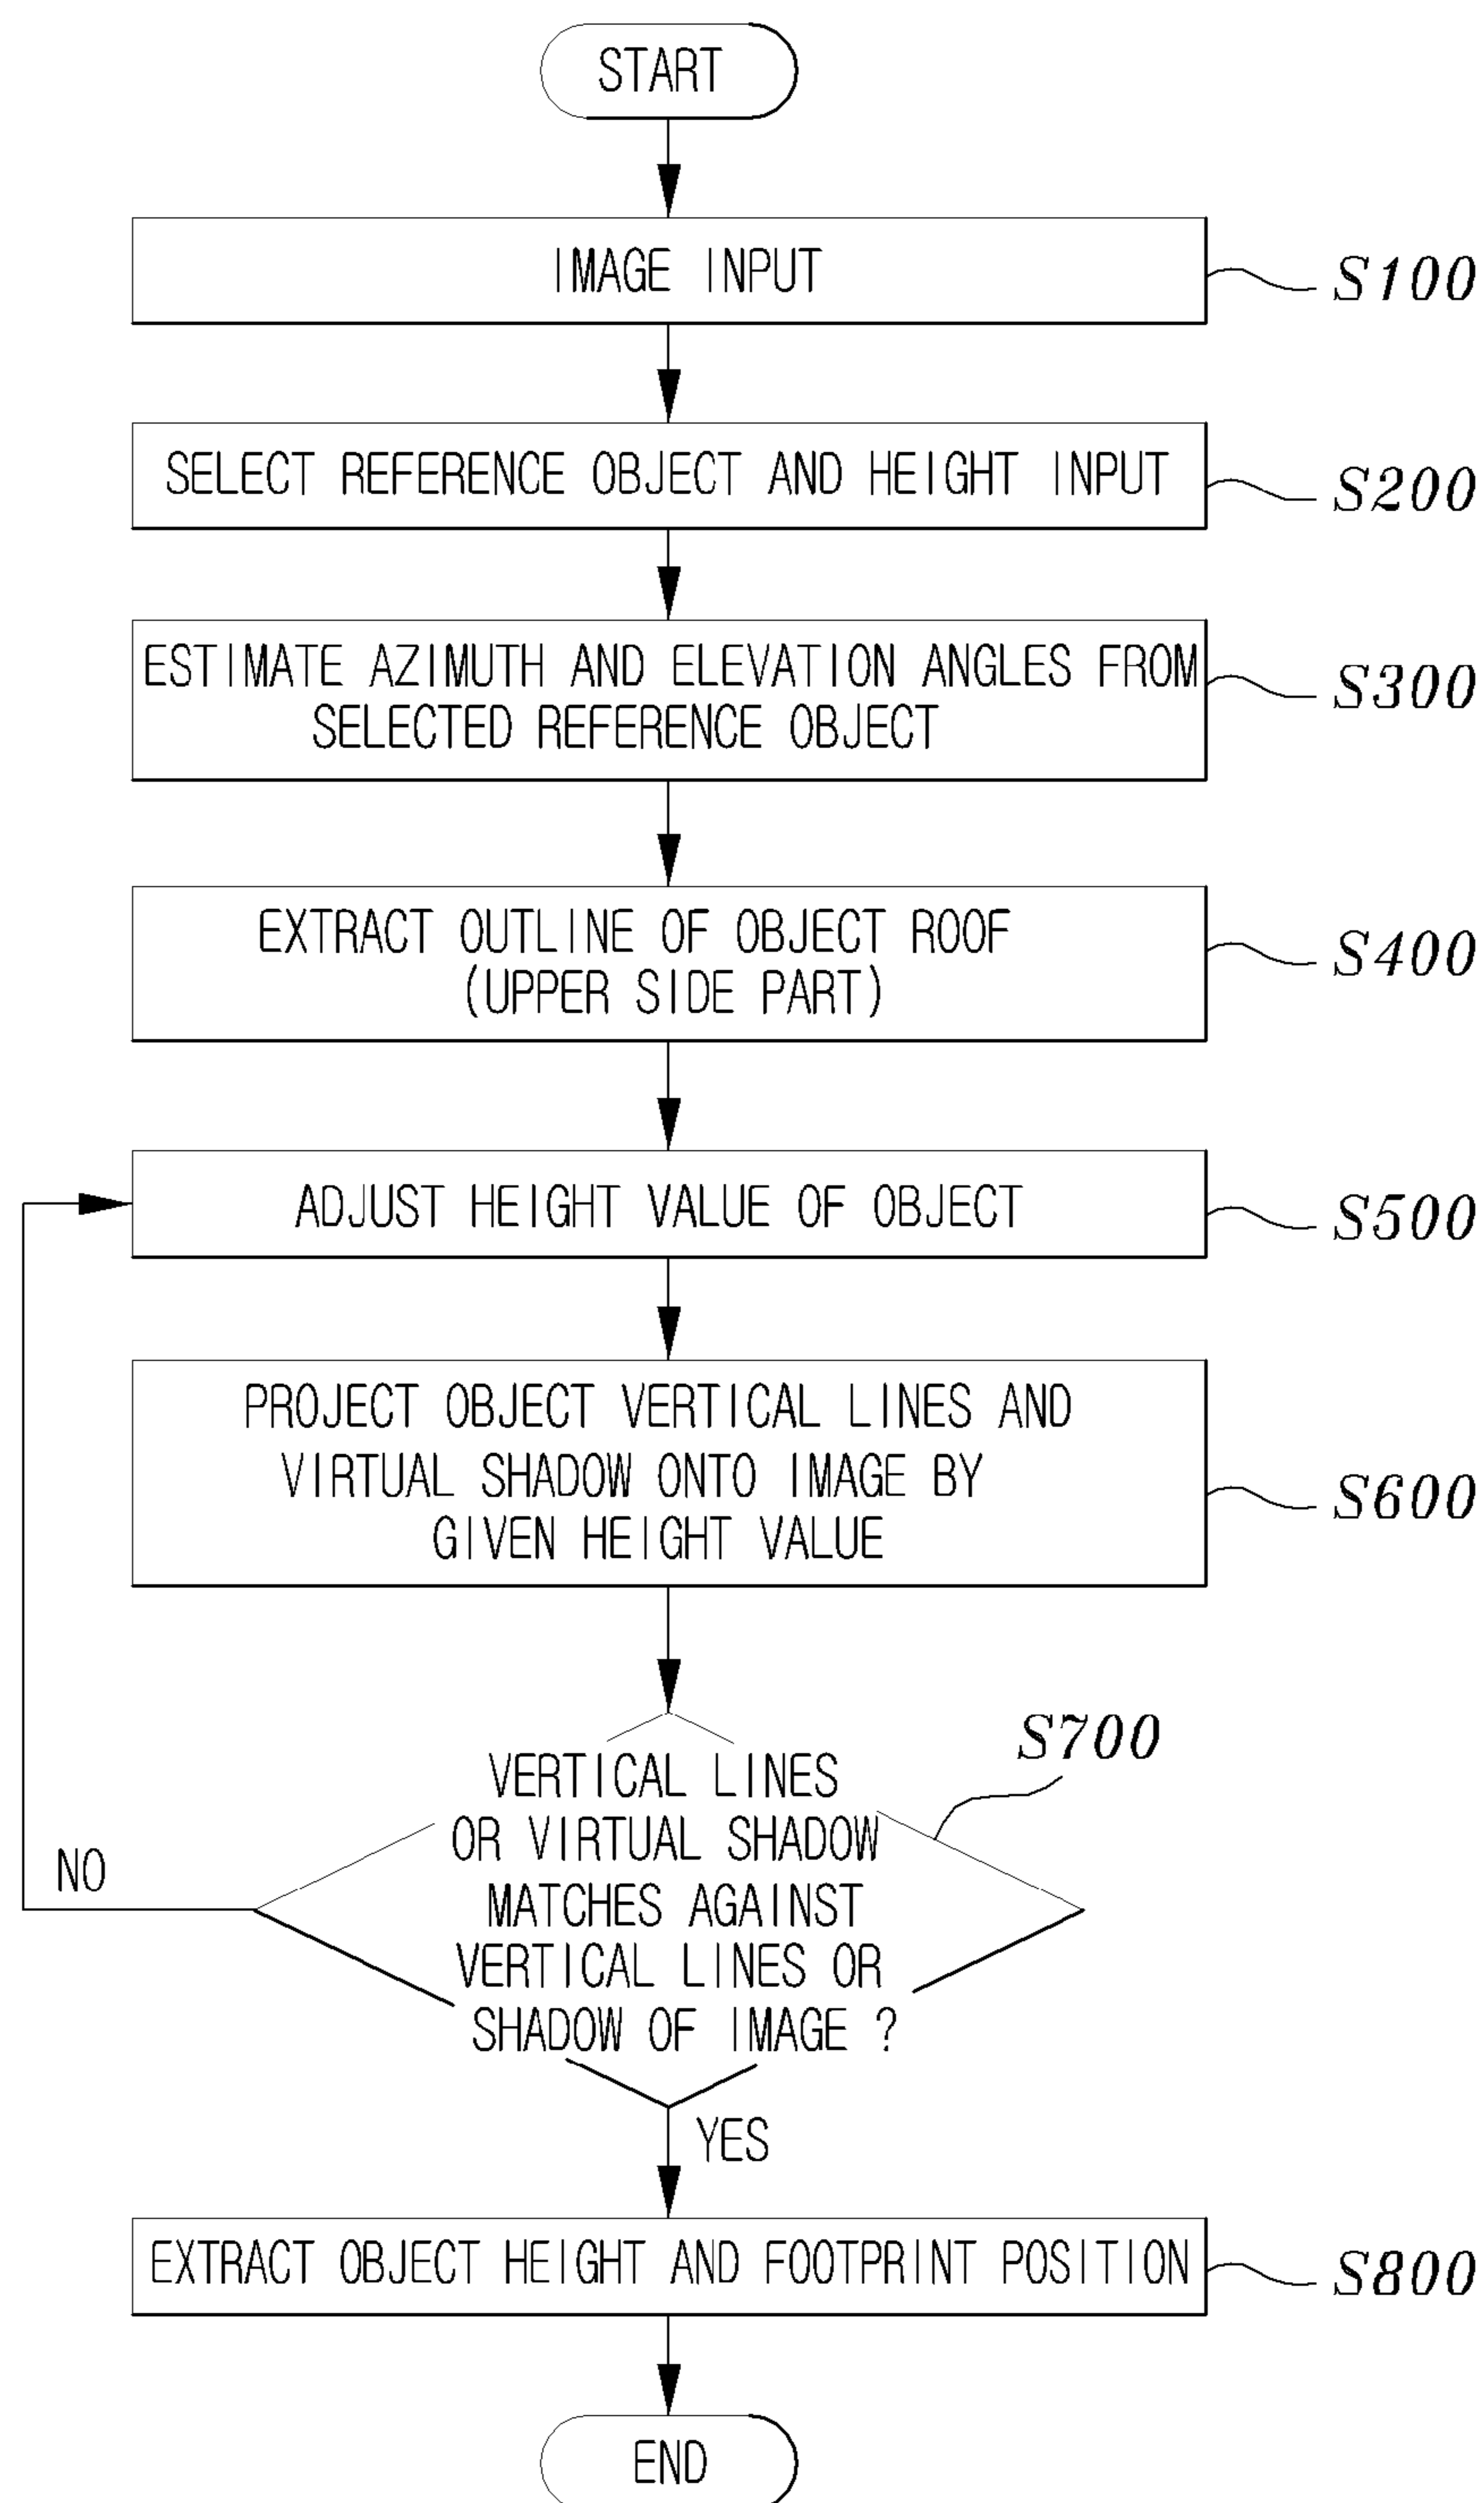 START
IMAGE INPUT
S100
SELECT REFERENCE OBJECT AND HEIGHT INPUT
S200
ESTIMATE AZIMUTH AND ELEVATION ANGLES FROM
SELECTED REFERENCE OBJECT
S300
EXTRACT OUTLINE OF OBJECT ROOF
(UPPER SIDE PART)
S400
ADJUST HEIGHT VALUE OF OBJECT
S500
PROJECT OBJECT VERTICAL LINES AND
VIRTUAL SHADOW ONTO IMAGE BY
GIVEN HEIGHT VALUE
S600
S700
VERTICAL LINES
OR VIRTUAL SHADOW
MATCHES AGAINST
VERTICAL LINES OR
SHADOW OF IMAGE ?
NO
YES
EXTRACT OBJECT HEIGHT AND FOOTPRINT POSITION
S800
END